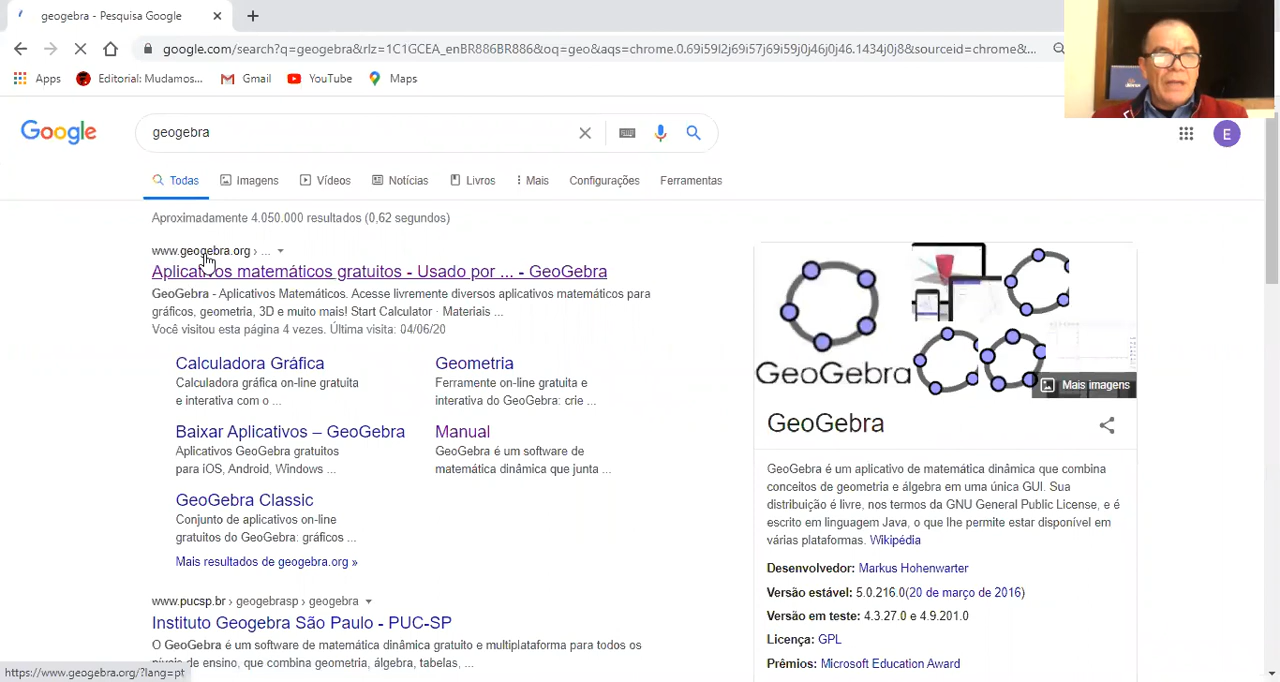 geogebra - Pesquisa Google
google.com/search?q=geogebra&rlz=1C1GCEA_enBR886BR886&oq=geo&aqs=chrome.0.69i59l2j69i57j69i59j0j46j0j46.1434j0j8&sourceid=chrome&...
Apps Editorial: Mudamos... Gmail YouTube Maps
Google
geogebra
E
Todas Imagens Vídeos Notícias Livros Mais Configurações Ferramentas
Aproximadamente 4.050.000 resultados (0,62 segundos)
www.geogebra.org › ...
Aplicativos matemáticos gratuitos - Usado por ... - GeoGebra
GeoGebra - Aplicativos Matemáticos. Acesse livremente diversos aplicativos matemáticos para
gráficos, geometria, 3D e muito mais! Start Calculator · Materiais ...
Você visitou esta página 4 vezes. Última visita: 04/06/20
Calculadora Gráfica
Calculadora gráfica on-line gratuita
e interativa com o ...
Geometria
Ferramente on-line gratuita e
interativa do GeoGebra: crie ...
Baixar Aplicativos – GeoGebra
Aplicativos GeoGebra gratuitos
para iOS, Android, Windows ...
Manual
GeoGebra é um software de
matemática dinâmica que junta ...
GeoGebra Classic
Conjunto de aplicativos on-line
gratuitos do GeoGebra: gráficos ...
Mais resultados de geogebra.org »
www.pucsp.br › geogebrasp › geogebra
Instituto Geogebra São Paulo - PUC-SP
O GeoGebra é um software de matemática dinâmica gratuito e multiplataforma para todos os
níveis de ensino, que combina geometria, álgebra, tabelas, ...
https://www.geogebra.org/?lang=pt
GeoGebra
Mais imagens
GeoGebra
GeoGebra é um aplicativo de matemática dinâmica que combina
conceitos de geometria e álgebra em uma única GUI. Sua
distribuição é livre, nos termos da GNU General Public License, e é
escrito em linguagem Java, o que lhe permite estar disponível em
várias plataformas. Wikipédia
Desenvolvedor: Markus Hohenwarter
Versão estável: 5.0.216.0(20 de março de 2016)
Versão em teste: 4.3.27.0 e 4.9.201.0
Licença: GPL
Prêmios: Microsoft Education Award